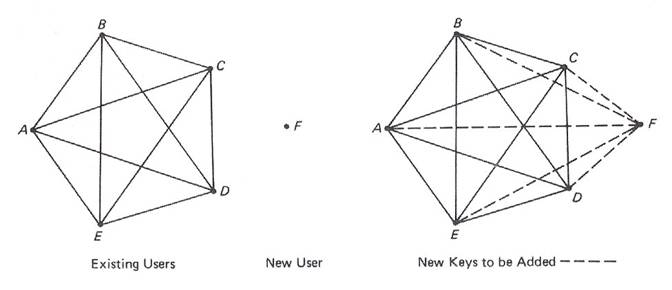 B
C
A
F
D
E
Existing Users
New User
B
C
A
F
D
E
New Keys to be Added